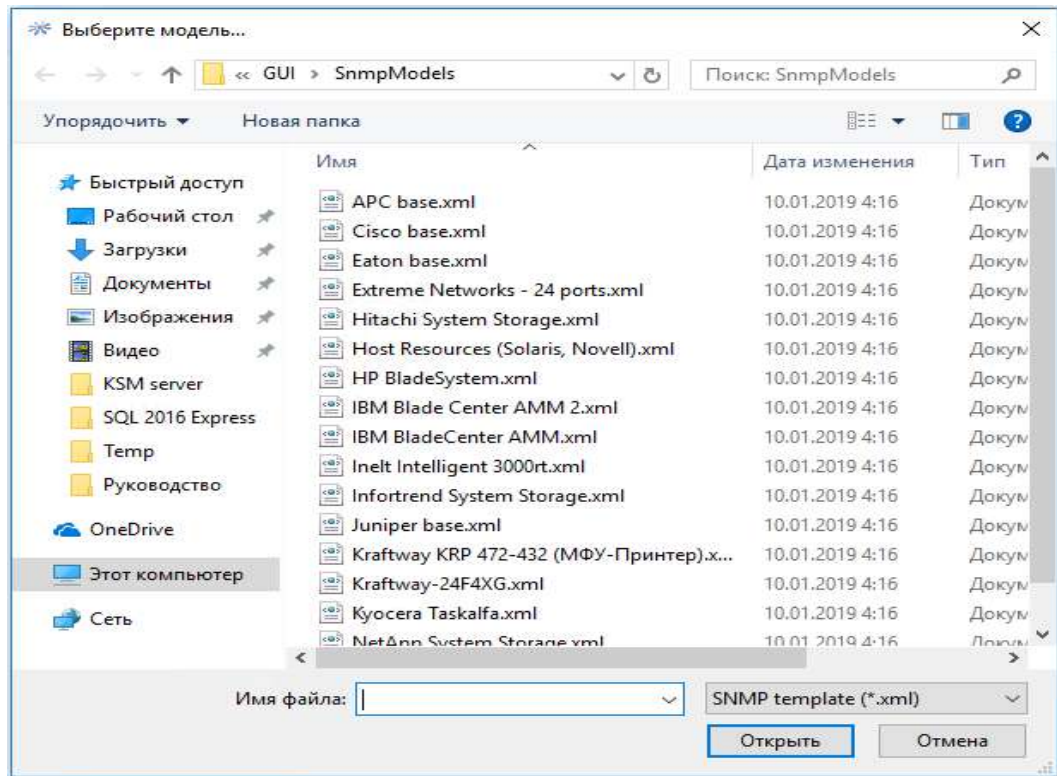 Выберите модель...
« GUI › SnmpModels
Поиск: SnmpModels
Упорядочить
Новая папка
Имя
Дата изменения
Тип
Быстрый доступ
Рабочий стол
Загрузки
Документы
Изображения
Видео
KSM server
SQL 2016 Express
Temp
Руководство
OneDrive
Этот компьютер
Сеть
APC base.xml 10.01.2019 4:16 Докум
Cisco base.xml 10.01.2019 4:16 Докум
Eaton base.xml 10.01.2019 4:16 Докум
Extreme Networks - 24 ports.xml 10.01.2019 4:16 Докум
Hitachi System Storage.xml 10.01.2019 4:16 Докум
Host Resources (Solaris, Novell).xml 10.01.2019 4:16 Докум
HP BladeSystem.xml 10.01.2019 4:16 Докум
IBM Blade Center AMM 2.xml 10.01.2019 4:16 Докум
IBM BladeCenter AMM.xml 10.01.2019 4:16 Докум
Inelt Intelligent 3000rt.xml 10.01.2019 4:16 Докум
Infortrend System Storage.xml 10.01.2019 4:16 Докум
Juniper base.xml 10.01.2019 4:16 Докум
Kraftway KRP 472-432 (МФУ-Принтер).x... 10.01.2019 4:16 Докум
Kraftway-24F4XG.xml 10.01.2019 4:16 Докум
Kyocera Taskalfa.xml 10.01.2019 4:16 Докум
NetApp System Storage.xml 10.01.2019 4:16 Докум
Имя файла:
SNMP template (*.xml)
Открыть
Отмена